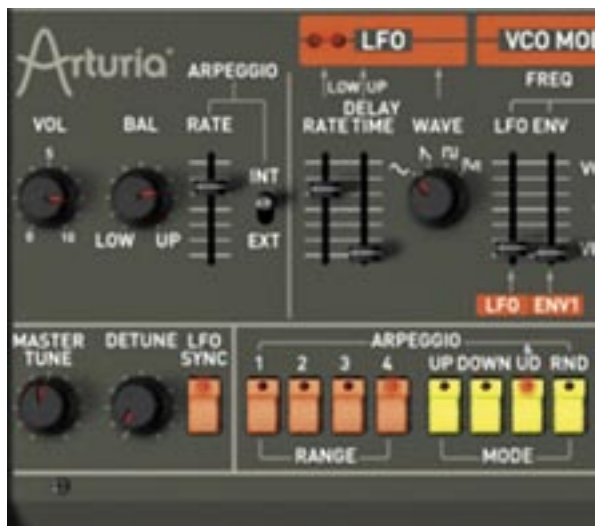 Arturia
LFO
VCO MOD
ARPEGGIO
LOW UP
FREQ
VOL BAL RATE
DELAY
RATE TIME WAVE LFO ENV
5
INT
0 10
LOW UP
EXT
LFO ENV1
MASTER TUNE
DETUNE
LFO SYNC
ARPEGGIO
1 2 3 4
UP DOWN UD RND
RANGE
MODE